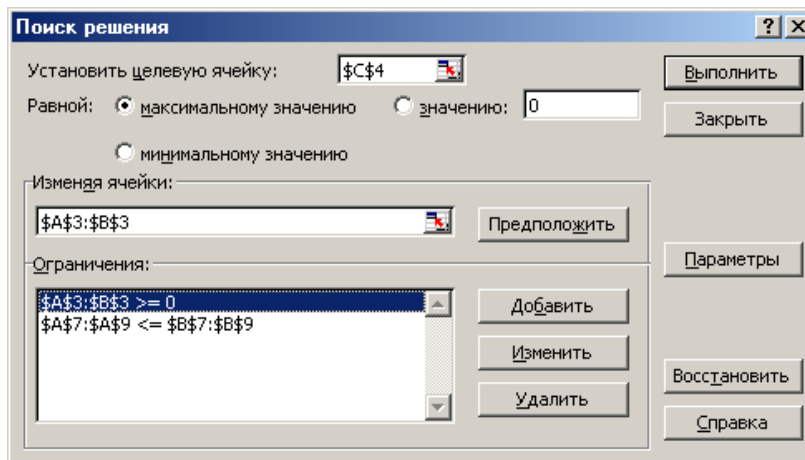 Поиск решения
Установить целевую ячейку: $C$4
Выполнить
Равной: максимальному значению значению: 0
Закрыть
минимальному значению
Изменяя ячейки:
$A$3:$B$3
Предположить
Ограничения:
Параметры
$A$3:$B$3 >= 0
$A$7:$A$9 <= $B$7:$B$9
Добавить
Изменить
Удалить
Восстановить
Справка